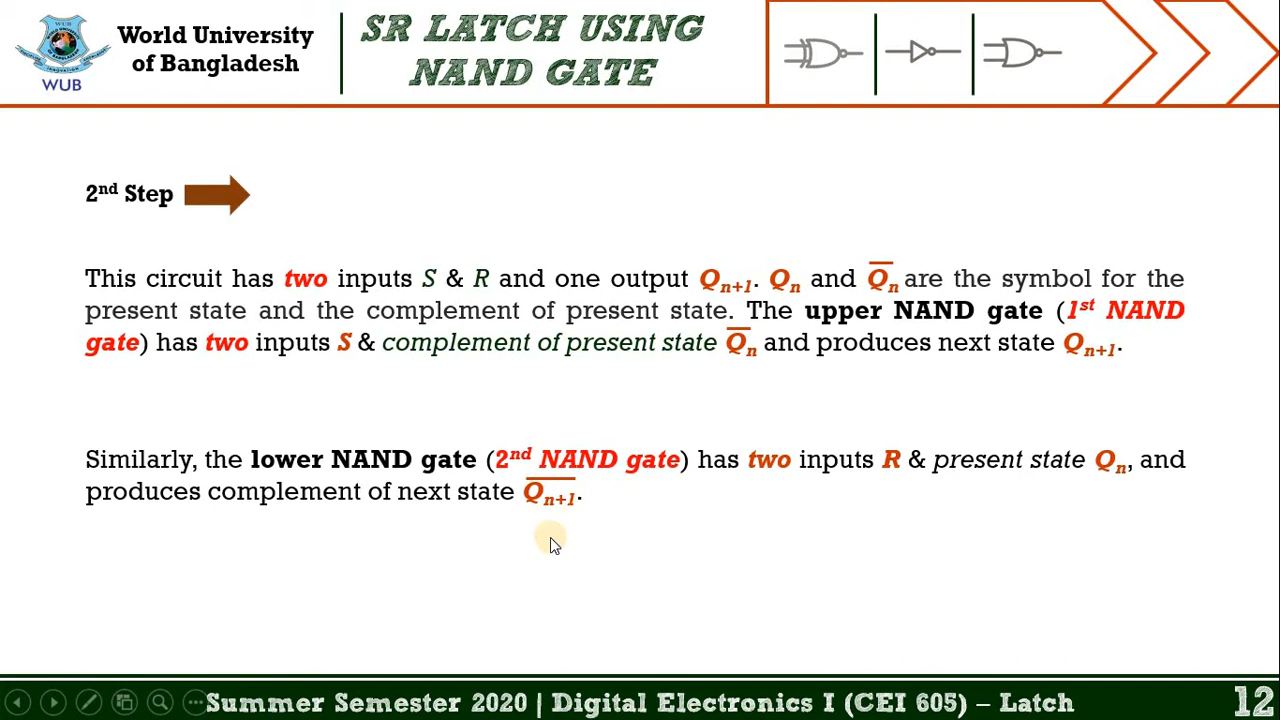 World University
of Bangladesh
WUB
SR LATCH USING
NAND GATE
2nd Step
This circuit has two inputs S & R and one output Qn+1. Qn and Q̅n are the symbol for the
present state and the complement of present state. The upper NAND gate (1st NAND
gate) has two inputs S & complement of present state Q̅n and produces next state Qn+1.
Similarly, the lower NAND gate (2nd NAND gate) has two inputs R & present state Qn, and
produces complement of next state Q̅n+1.
Summer Semester 2020 | Digital Electronics I (CEI 605) – Latch
12